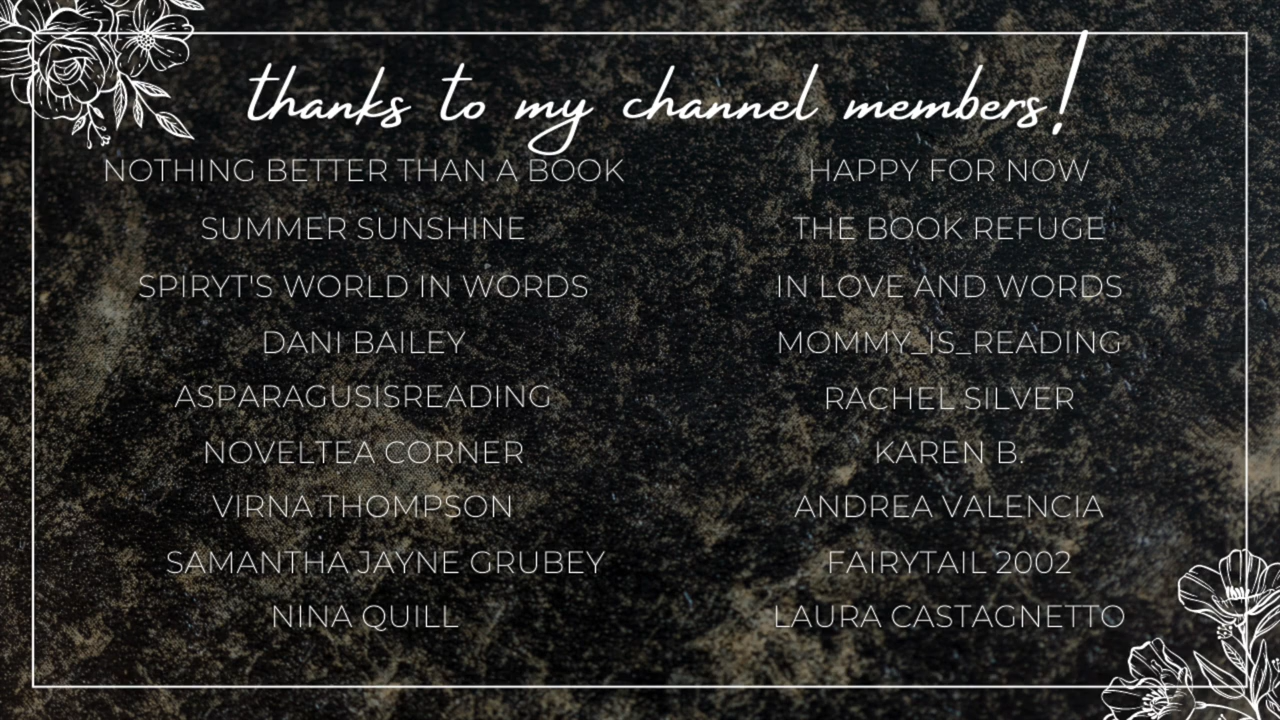 thanks to my channel members!
NOTHING BETTER THAN A BOOK
SUMMER SUNSHINE
SPIRYT'S WORLD IN WORDS
DANI BAILEY
ASPARAGUSISREADING
NOVELTEA CORNER
VIRNA THOMPSON
SAMANTHA JAYNE GRUBEY
NINA QUILL
HAPPY FOR NOW
THE BOOK REFUGE
IN LOVE AND WORDS
MOMMY_IS_READING
RACHEL SILVER
KAREN B.
ANDREA VALENCIA
FAIRYTAIL 2002
LAURA CASTAGNETTO